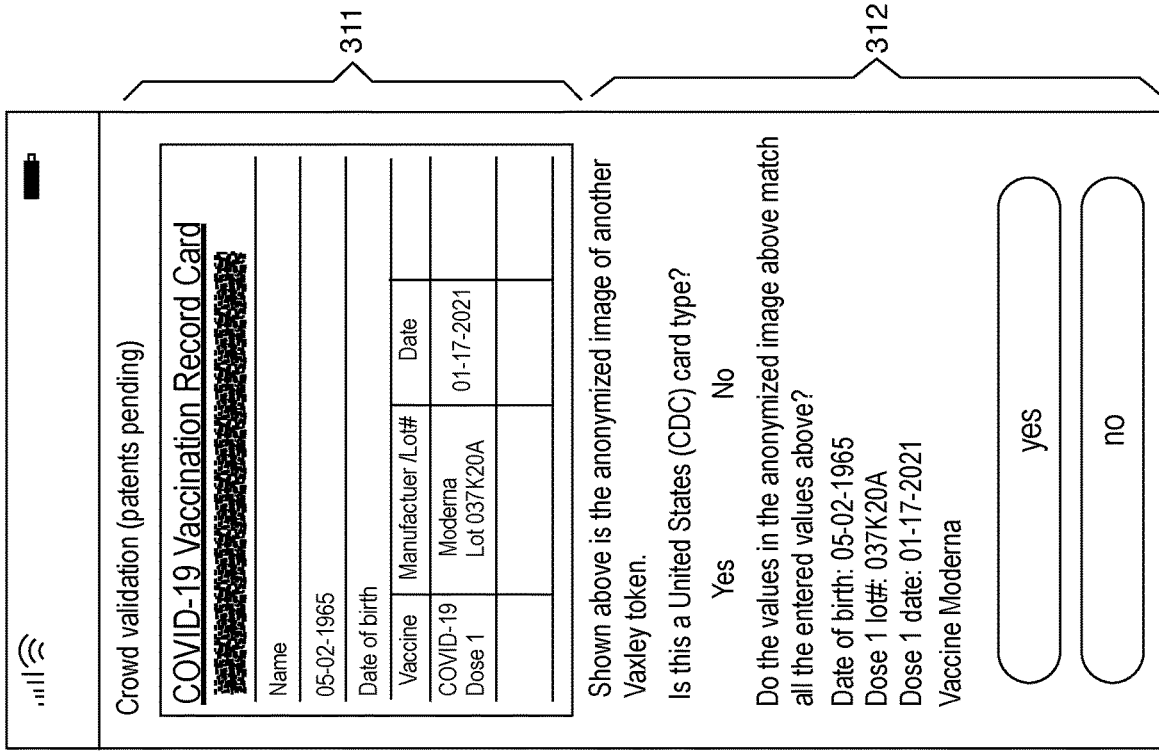 Crowd validation (patents pending)
COVID-19 Vaccination Record Card
Name
05-02-1965
Date of birth
Vaccine Manufactuer /Lot# Date
COVID-19 Moderna 01-17-2021
Dose 1 Lot 037K20A
311
Shown above is the anonymized image of another
Vaxley token.
Is this a United States (CDC) card type?
Yes No
Do the values in the anonymized image above match
all the entered values above?
Date of birth: 05-02-1965
Dose 1 lot#: 037K20A
Dose 1 date: 01-17-2021
Vaccine Moderna
yes
no
312